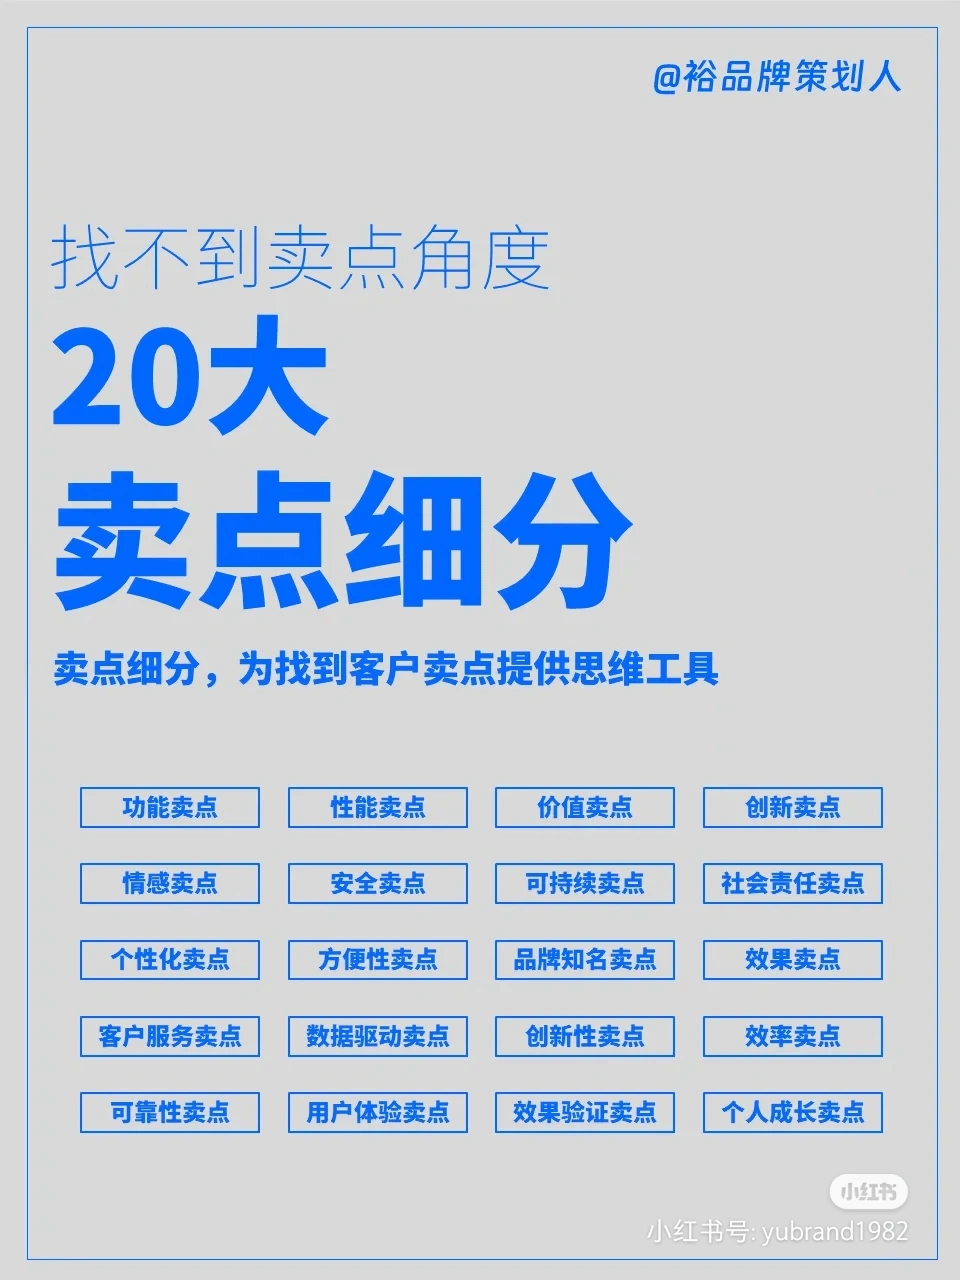 @裕品牌策划人
找不到卖点角度
20大
卖点细分
卖点细分，为找到客户卖点提供思维工具
功能卖点 性能卖点 价值卖点 创新卖点
情感卖点 安全卖点 可持续卖点 社会责任卖点
个性化卖点 方便性卖点 品牌知名卖点 效果卖点
客户服务卖点 数据驱动卖点 创新性卖点 效率卖点
可靠性卖点 用户体验卖点 效果验证卖点 个人成长卖点
小红书
小红书号: yubrand1982